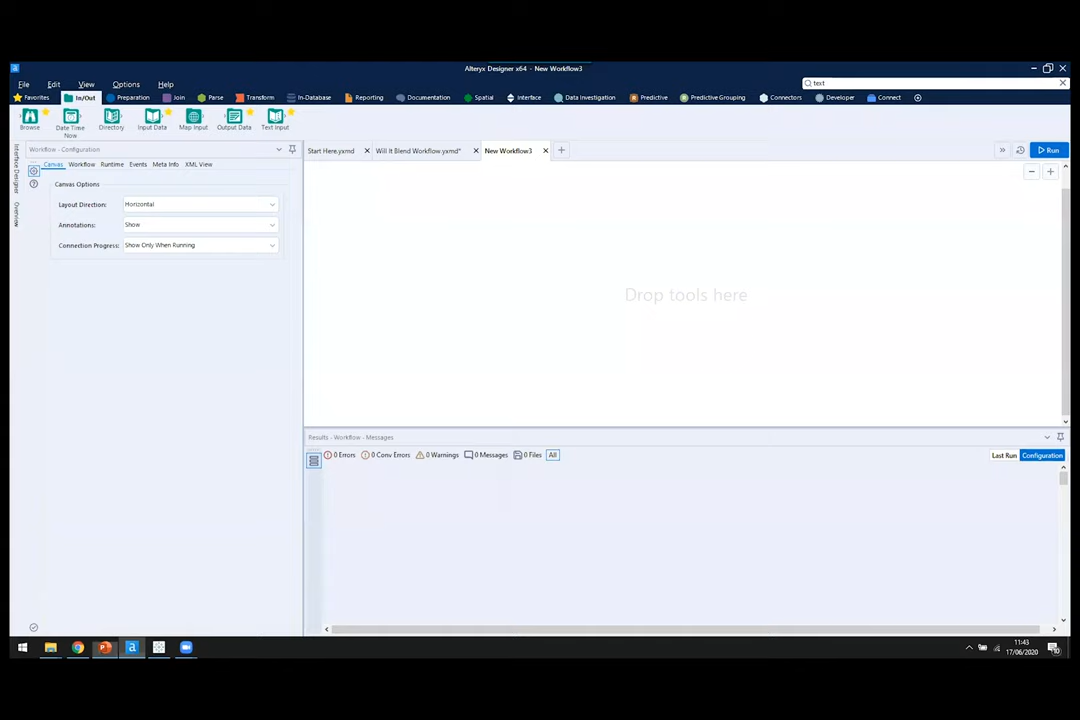 Alteryx Designer x64 - New Workflow3
File Edit View Options Help
text
Favorites In/Out Preparation Join Parse Transform In-Database Reporting Documentation Spatial Interface Data Investigation Predictive Predictive Grouping Connectors Developer Connect
Browse Date Time Now Directory Input Data Map Input Output Data Text Input
Workflow - Configuration
Start Here.yxmd Will It Blend Workflow.yxmd* New Workflow3 Run
Canvas Workflow Runtime Events Meta Info XML View
Interface Designer
Overview
Canvas Options
Layout Direction: Horizontal
Annotations: Show
Connection Progress: Show Only When Running
Drop tools here
Results - Workflow - Messages
0 Errors 0 Conv Errors 0 Warnings 0 Messages 0 Files All Last Run Configuration
11:43
17/06/2020